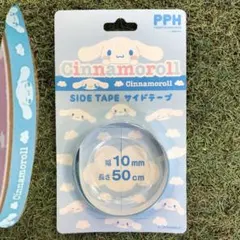 PPH
Cinnamoroll
Cinnamoroll
SIDE TAPE サイドテープ
幅10mm
長さ50cm
Cinnamoroll